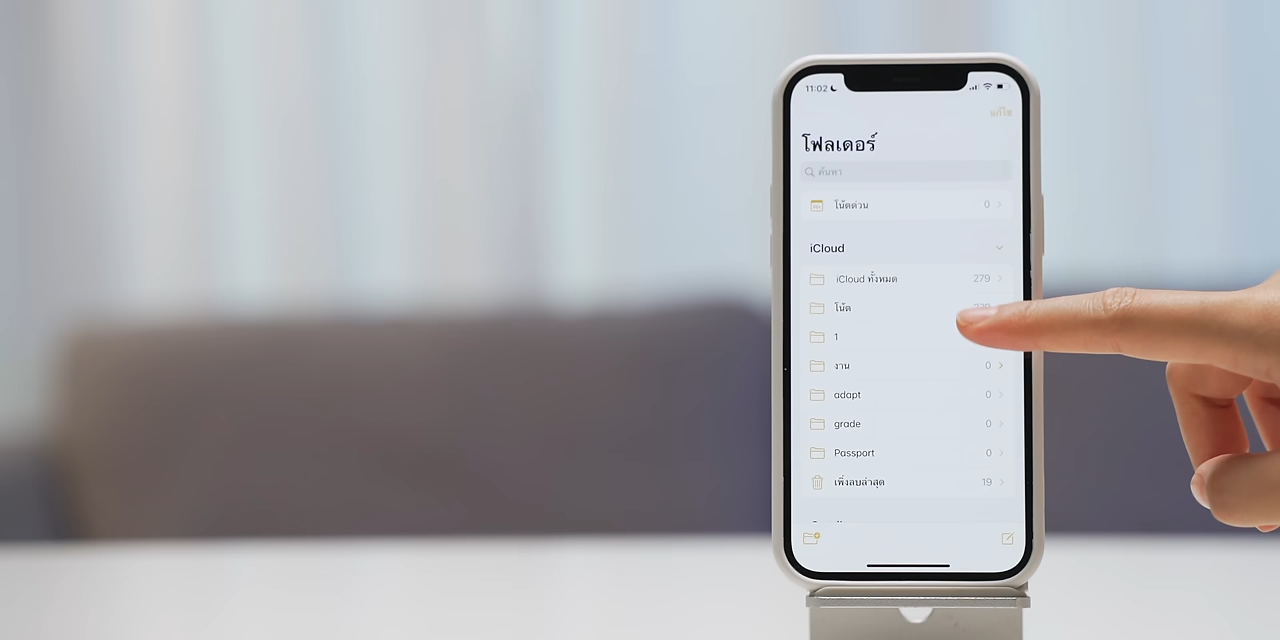 11:02
แก้ไข
โฟลเดอร์
ค้นหา
โน้ตด่วน 0
iCloud
iCloud ทั้งหมด 279
โน้ต
1
งาน 0
adapt 0
grade 0
Passport 0
เพิ่งลบล่าสุด 19